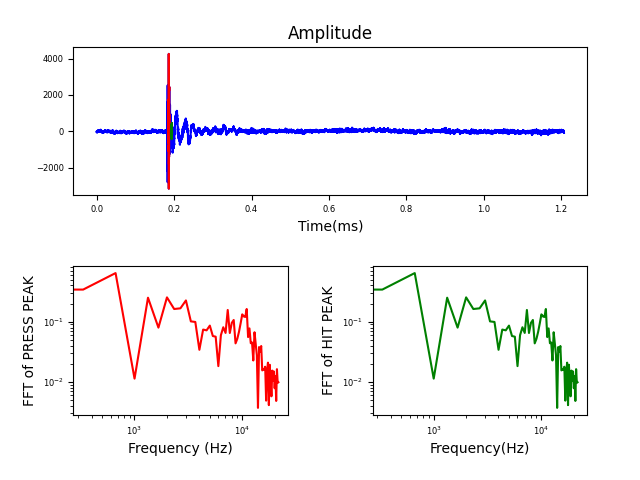 Amplitude
4000
2000
0
−2000
0.0 0.2 0.4 0.6 0.8 1.0 1.2
Time(ms)
FFT of PRESS PEAK
10⁻¹
10⁻²
10³ 10⁴
Frequency (Hz)
FFT of HIT PEAK
10⁻¹
10⁻²
10³ 10⁴
Frequency(Hz)